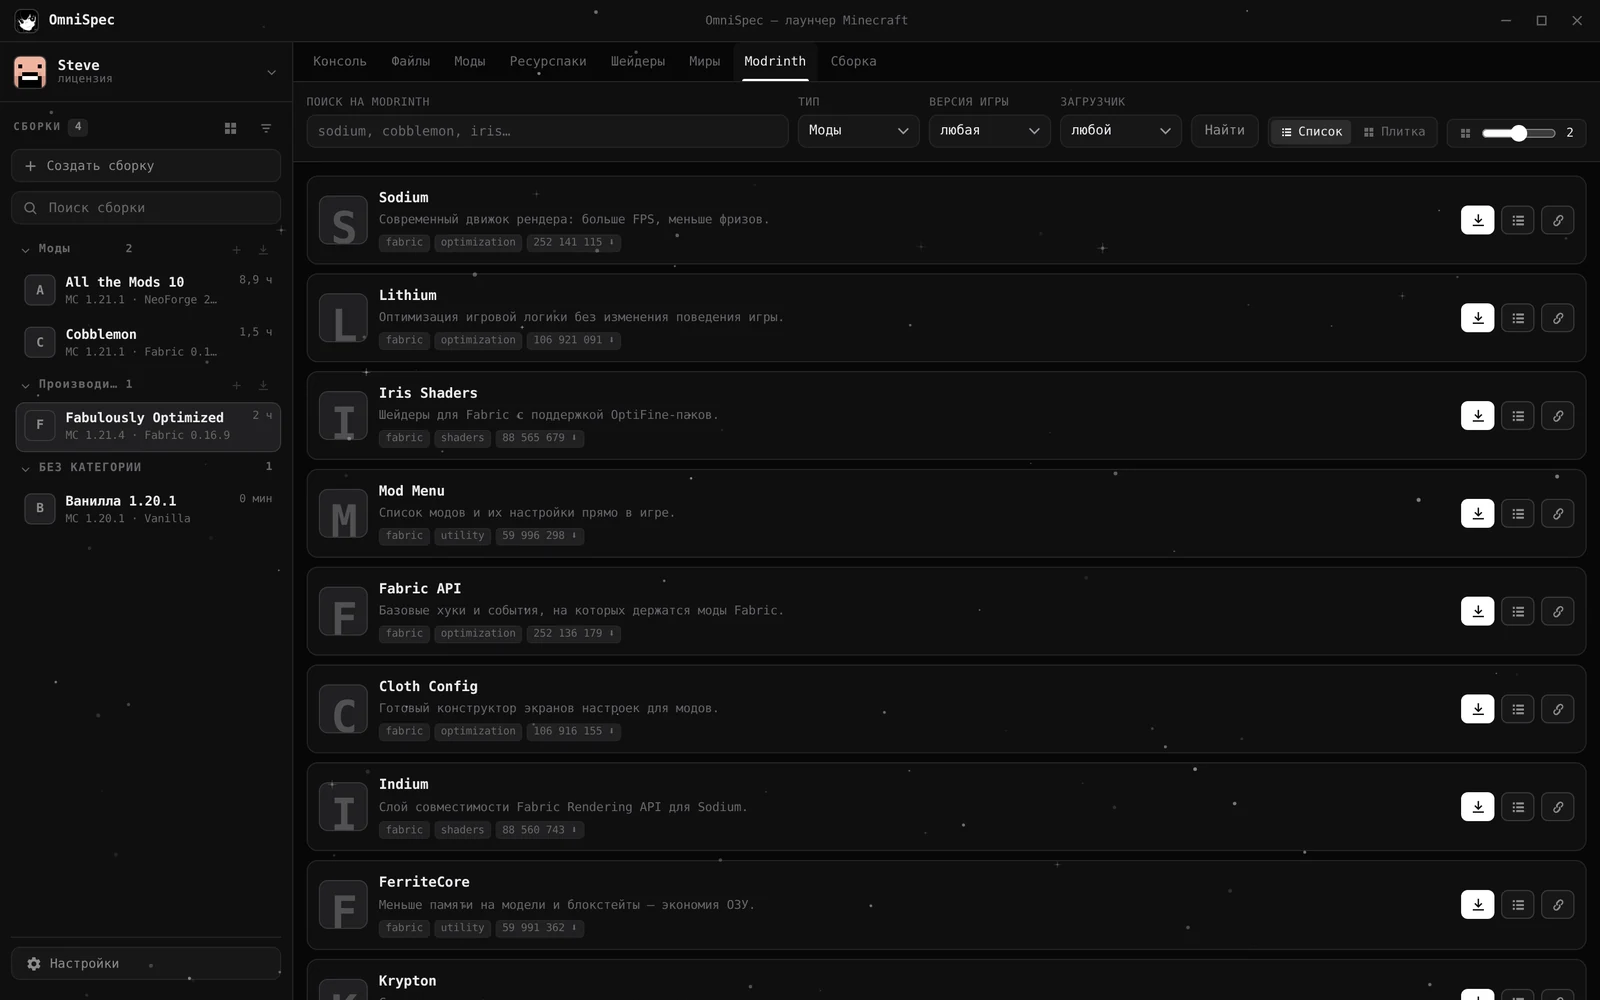 OmniSpec
OmniSpec — лаунчер Minecraft
Steve
лицензия
СБОРКИ 4
Создать сборку
Поиск сборки
Моды 2
A
All the Mods 10
8,9 ч
MC 1.21.1 · NeoForge 2…
C
Cobblemon
1,5 ч
MC 1.21.1 · Fabric 0.1…
Производи… 1
F
Fabulously Optimized
2 ч
MC 1.21.4 · Fabric 0.16.9
БЕЗ КАТЕГОРИИ 1
В
Ванилла 1.20.1
0 мин
MC 1.20.1 · Vanilla
Настройки
Консоль Файлы Моды Ресурспаки Шейдеры Миры Modrinth Сборка
ПОИСК НА MODRINTH ТИП ВЕРСИЯ ИГРЫ ЗАГРУЗЧИК
sodium, cobblemon, iris… Моды любая любой Найти Список Плитка 2
S
Sodium
Современный движок рендера: больше FPS, меньше фризов.
fabric optimization 252 141 115 ⬇
L
Lithium
Оптимизация игровой логики без изменения поведения игры.
fabric optimization 106 921 091 ⬇
I
Iris Shaders
Шейдеры для Fabric с поддержкой OptiFine-паков.
fabric shaders 88 565 679 ⬇
M
Mod Menu
Список модов и их настройки прямо в игре.
fabric utility 59 996 298 ⬇
F
Fabric API
Базовые хуки и события, на которых держатся моды Fabric.
fabric optimization 252 136 179 ⬇
C
Cloth Config
Готовый конструктор экранов настроек для модов.
fabric optimization 106 916 155 ⬇
I
Indium
Слой совместимости Fabric Rendering API для Sodium.
fabric shaders 88 560 743 ⬇
F
FerriteCore
Меньше памяти на модели и блокстейты — экономия ОЗУ.
fabric utility 59 991 362 ⬇
K
Krypton